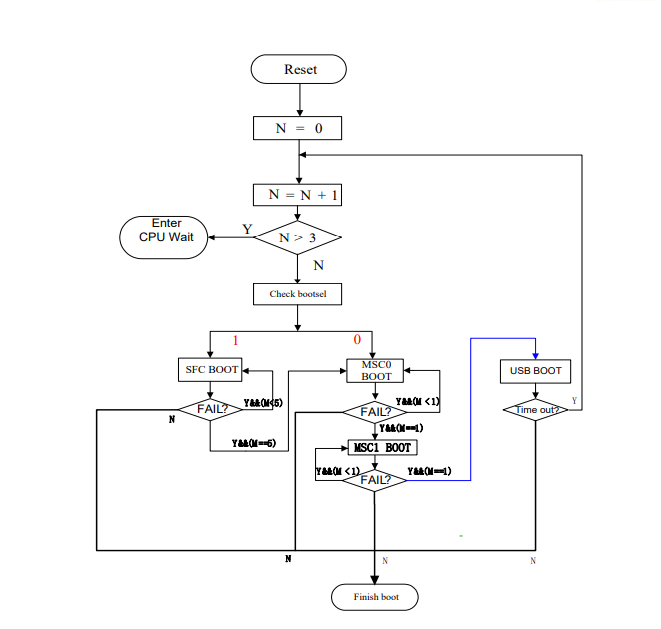 Reset
N = 0
N = N + 1
Enter
CPU Wait
Y
N > 3
N
Check bootsel
1
0
SFC BOOT
MSC0
BOOT
USB BOOT
FAIL?
Y&&(M<5)
N
Y&&(M==5)
FAIL?
Y&&(M <1)
Y&&(M==1)
Time out?
Y
MSC1 BOOT
Y&&(M <1)
FAIL?
Y&&(M==1)
N
N
N
Finish boot